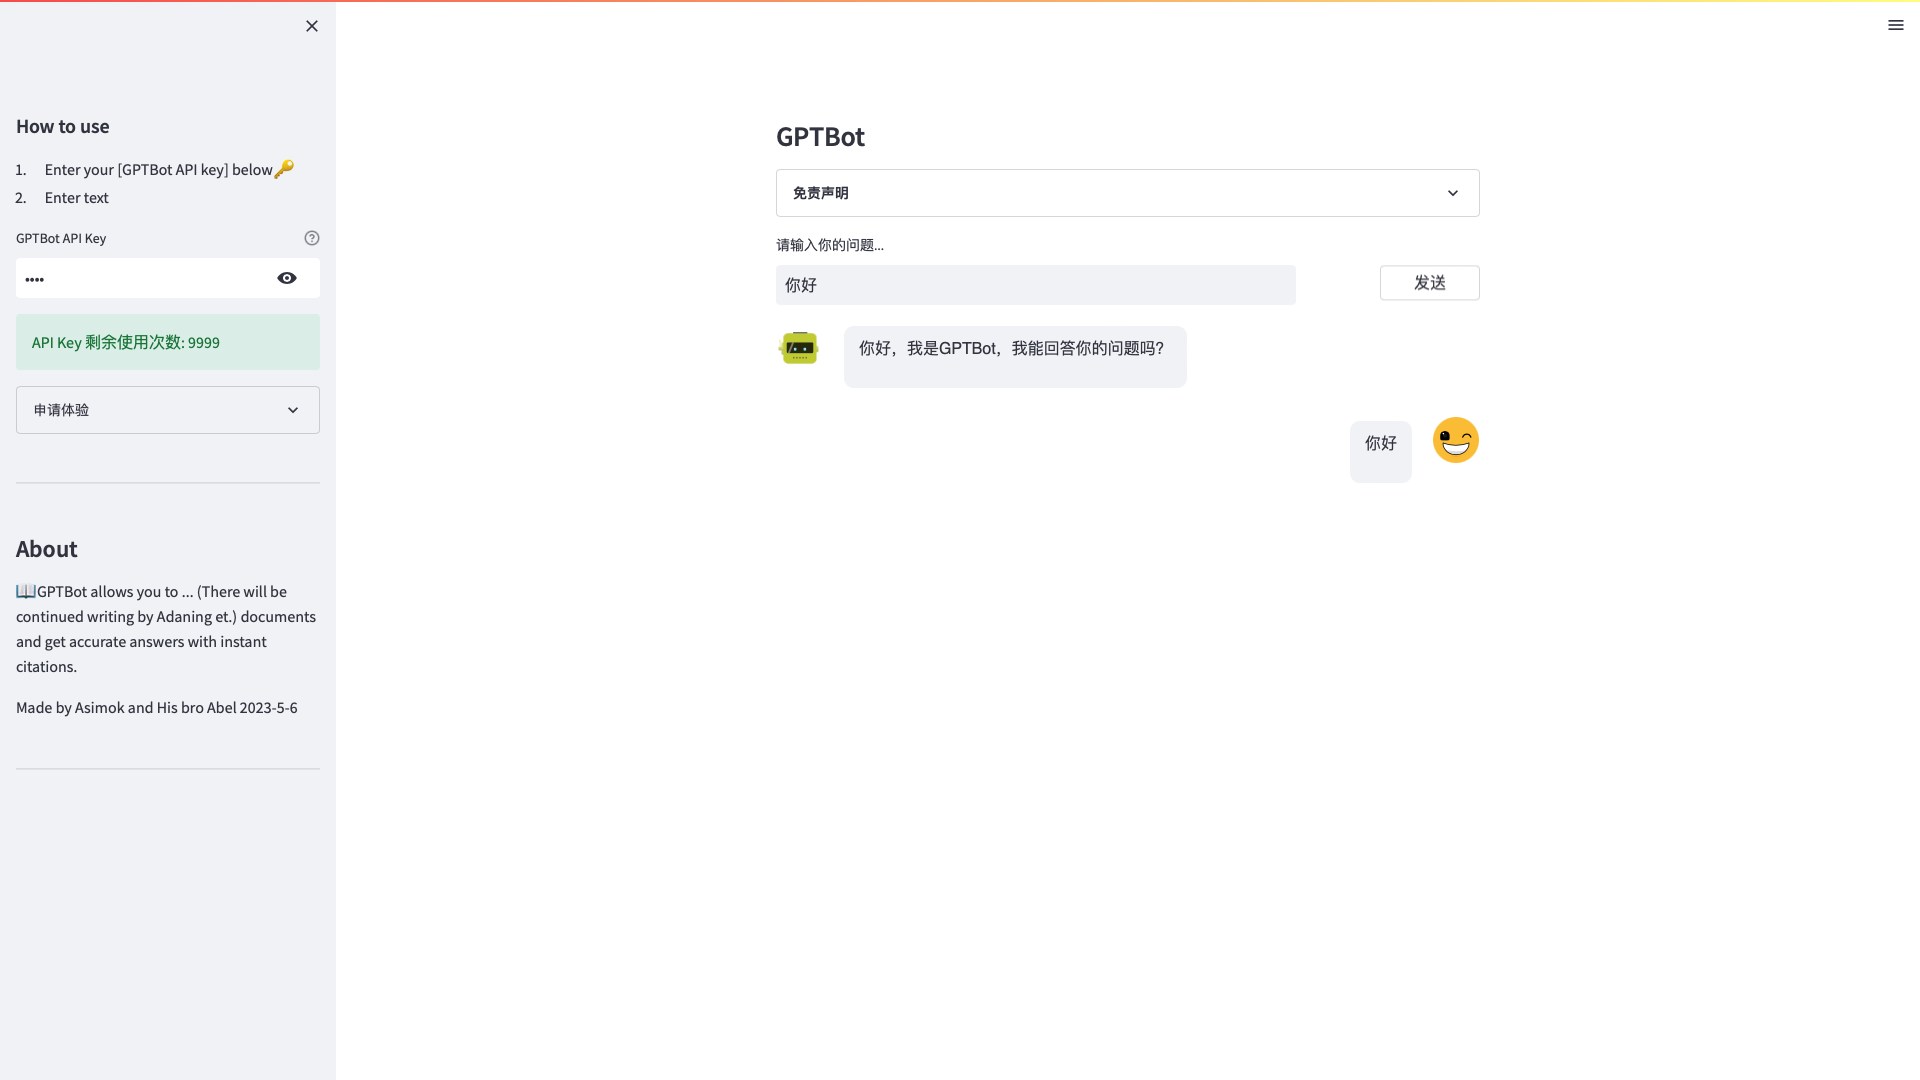 How to use
1. Enter your [GPTBot API key] below🔑
2. Enter text
GPTBot API Key
••••
API Key 剩余使用次数: 9999
申请体验
About
📖GPTBot allows you to ... (There will be
continued writing by Adaning et.) documents
and get accurate answers with instant
citations.
Made by Asimok and His bro Abel 2023-5-6
GPTBot
免责声明
请输入你的问题...
你好
发送
你好，我是GPTBot，我能回答你的问题吗?
你好